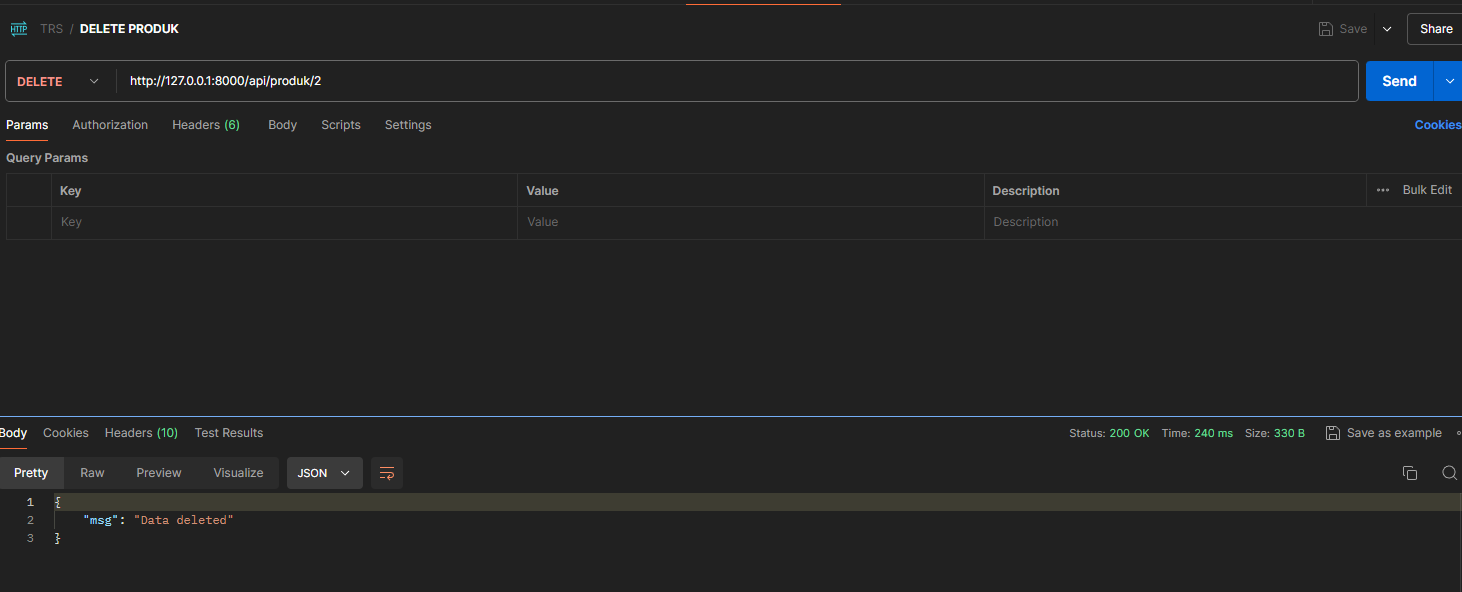 HTTP TRS / DELETE PRODUK Save Share
DELETE http://127.0.0.1:8000/api/produk/2 Send
Params Authorization Headers (6) Body Scripts Settings Cookies
Query Params
Key Value Description ••• Bulk Edit
Key Value Description
Body Cookies Headers (10) Test Results Status: 200 OK Time: 240 ms Size: 330 B Save as example
Pretty Raw Preview Visualize JSON
1 {
2 "msg": "Data deleted"
3 }